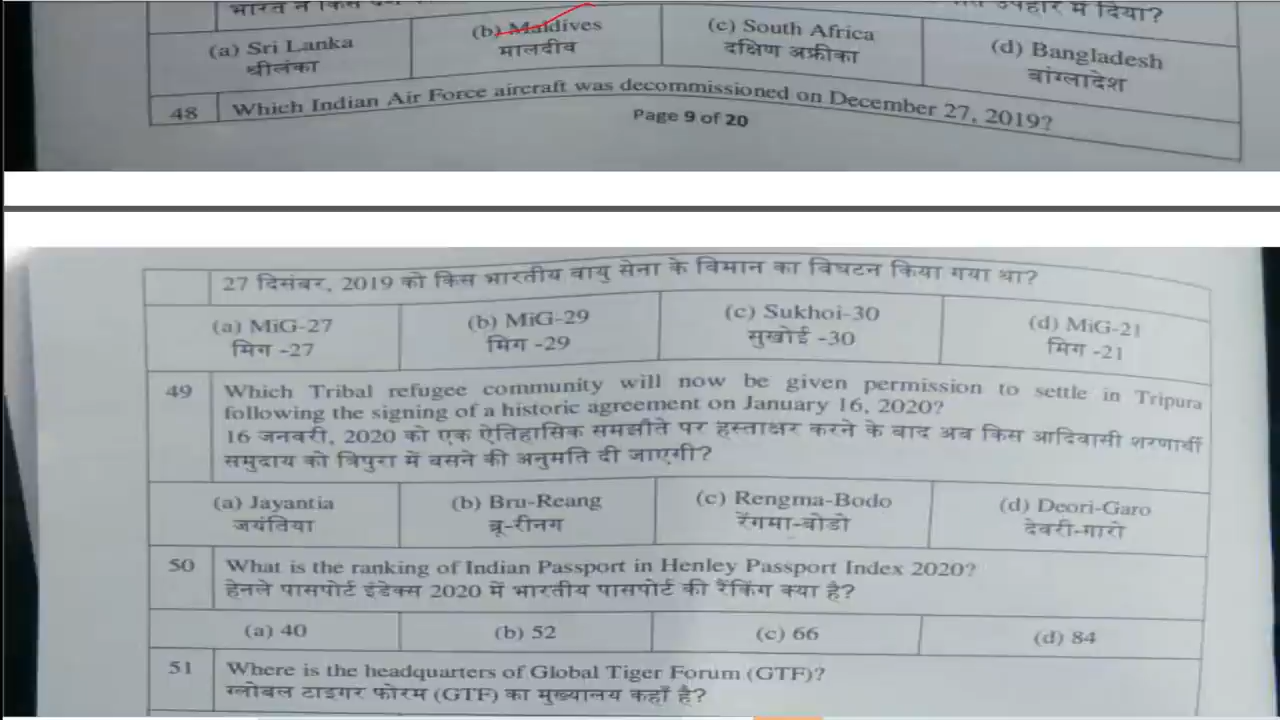 उपहार में दिया?
(a) Sri Lanka
श्रीलंका
(b) Maldives
मालदीव
(c) South Africa
दक्षिण अफ्रीका
(d) Bangladesh
बांग्लादेश
48 Which Indian Air Force aircraft was decommissioned on December 27, 2019?
Page 9 of 20
27 दिसंबर, 2019 को किस भारतीय वायु सेना के विमान का विघटन किया गया था?
(a) MiG-27
मिग -27
(b) MiG-29
मिग -29
(c) Sukhoi-30
सुखोई -30
(d) MiG-21
मिग -21
49 Which Tribal refugee community will now be given permission to settle in Tripura
following the signing of a historic agreement on January 16, 2020?
16 जनवरी, 2020 को एक ऐतिहासिक समझौते पर हस्ताक्षर करने के बाद अब किस आदिवासी शरणार्थी
समुदाय को त्रिपुरा में बसने की अनुमति दी जाएगी?
(a) Jayantia
जयंतिया
(b) Bru-Reang
ब्रू-रीनग
(c) Rengma-Bodo
रेंगमा-बोडो
(d) Deori-Garo
देवरी-गारो
50 What is the ranking of Indian Passport in Henley Passport Index 2020?
हेनले पासपोर्ट इंडेक्स 2020 में भारतीय पासपोर्ट की रैंकिंग क्या है?
(a) 40
(b) 52
(c) 66
(d) 84
51 Where is the headquarters of Global Tiger Forum (GTF)?
ग्लोबल टाइगर फोरम (GTF) का मुख्यालय कहाँ है?